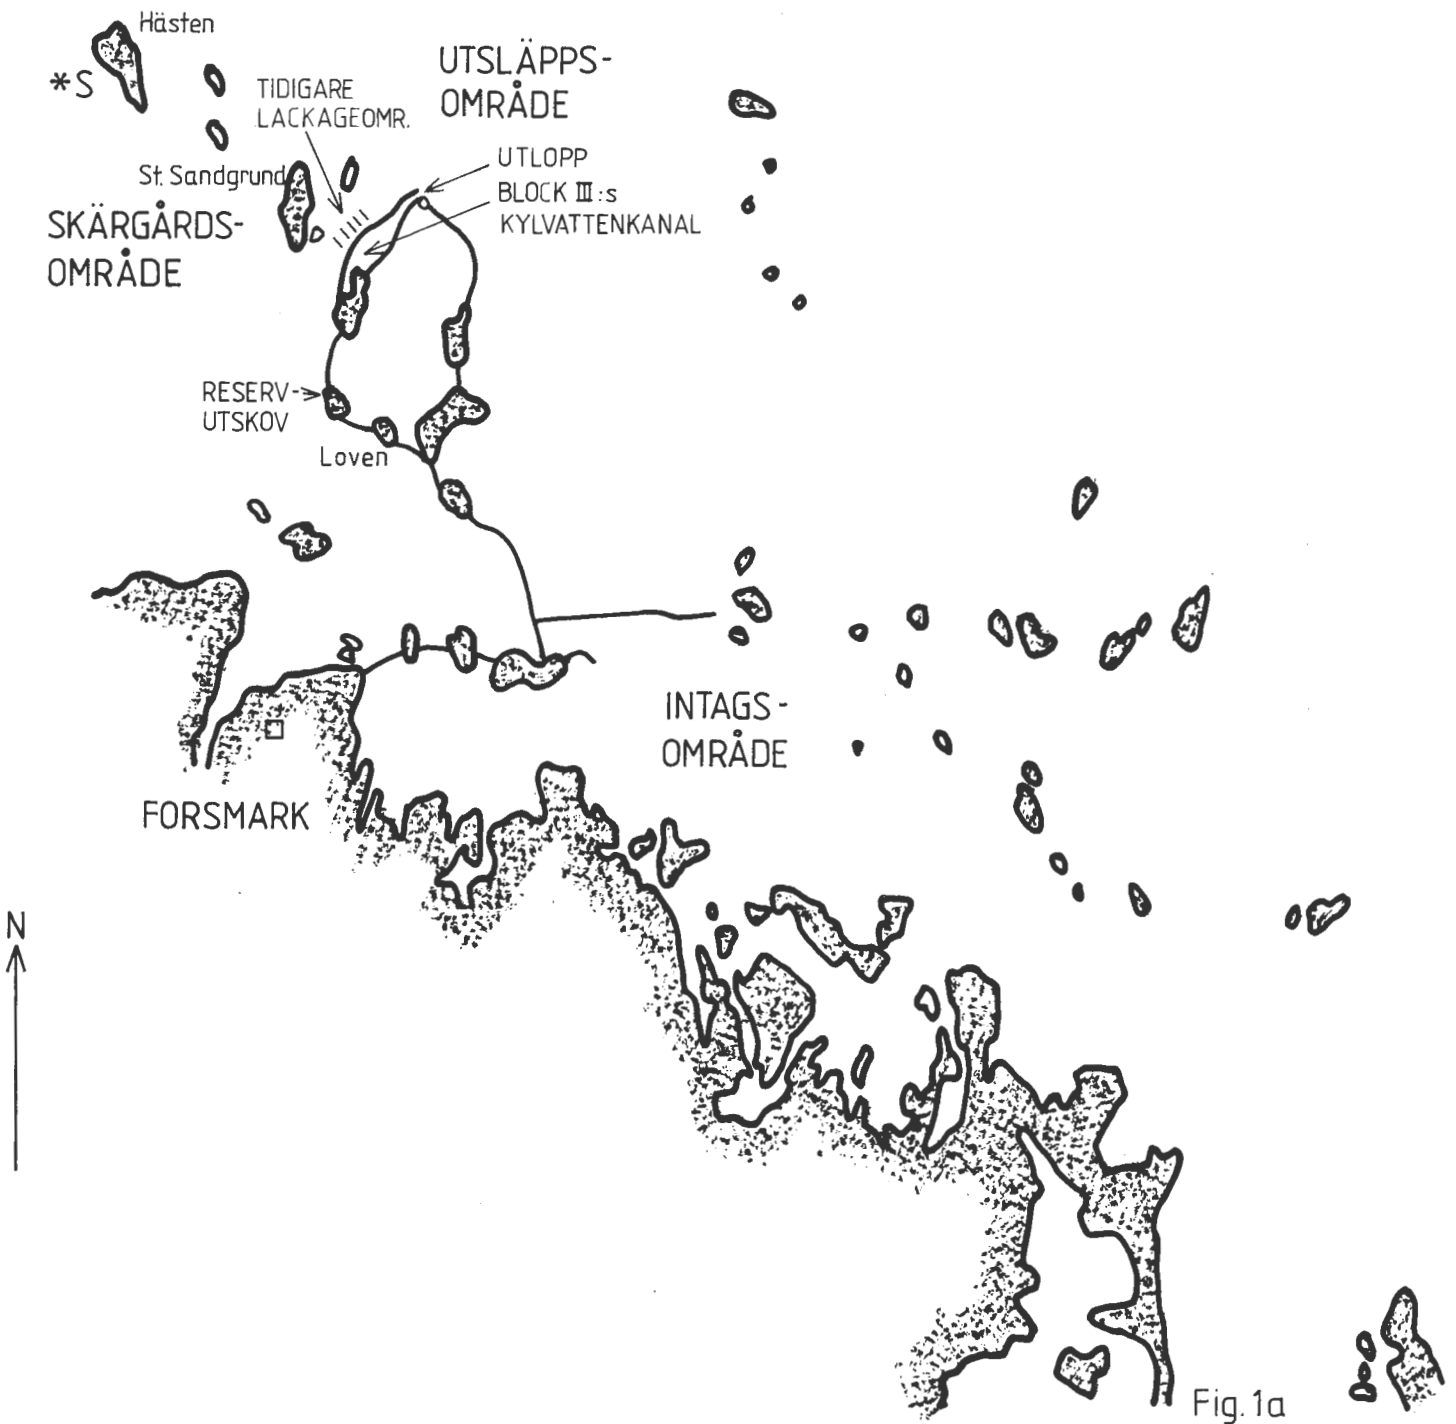 Hästen
*S
UTSLÄPPS-
OMRÅDE
TIDIGARE
LACKAGEOMR.
St. Sandgrund
UTLOPP
BLOCK III:s
KYLVATTENKANAL
SKÄRGÅRDS-
OMRÅDE
RESERV-
UTSKOV
Loven
INTAGS-
OMRÅDE
FORSMARK
N
Fig. 1a